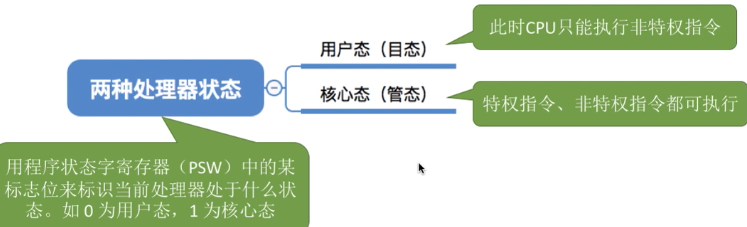 此时CPU只能执行非特权指令
用户态（目态）
两种处理器状态
核心态（管态）
特权指令、非特权指令都可执行
用程序状态字寄存器（PSW）中的某
标志位来标识当前处理器处于什么状
态。如 0 为用户态，1 为核心态